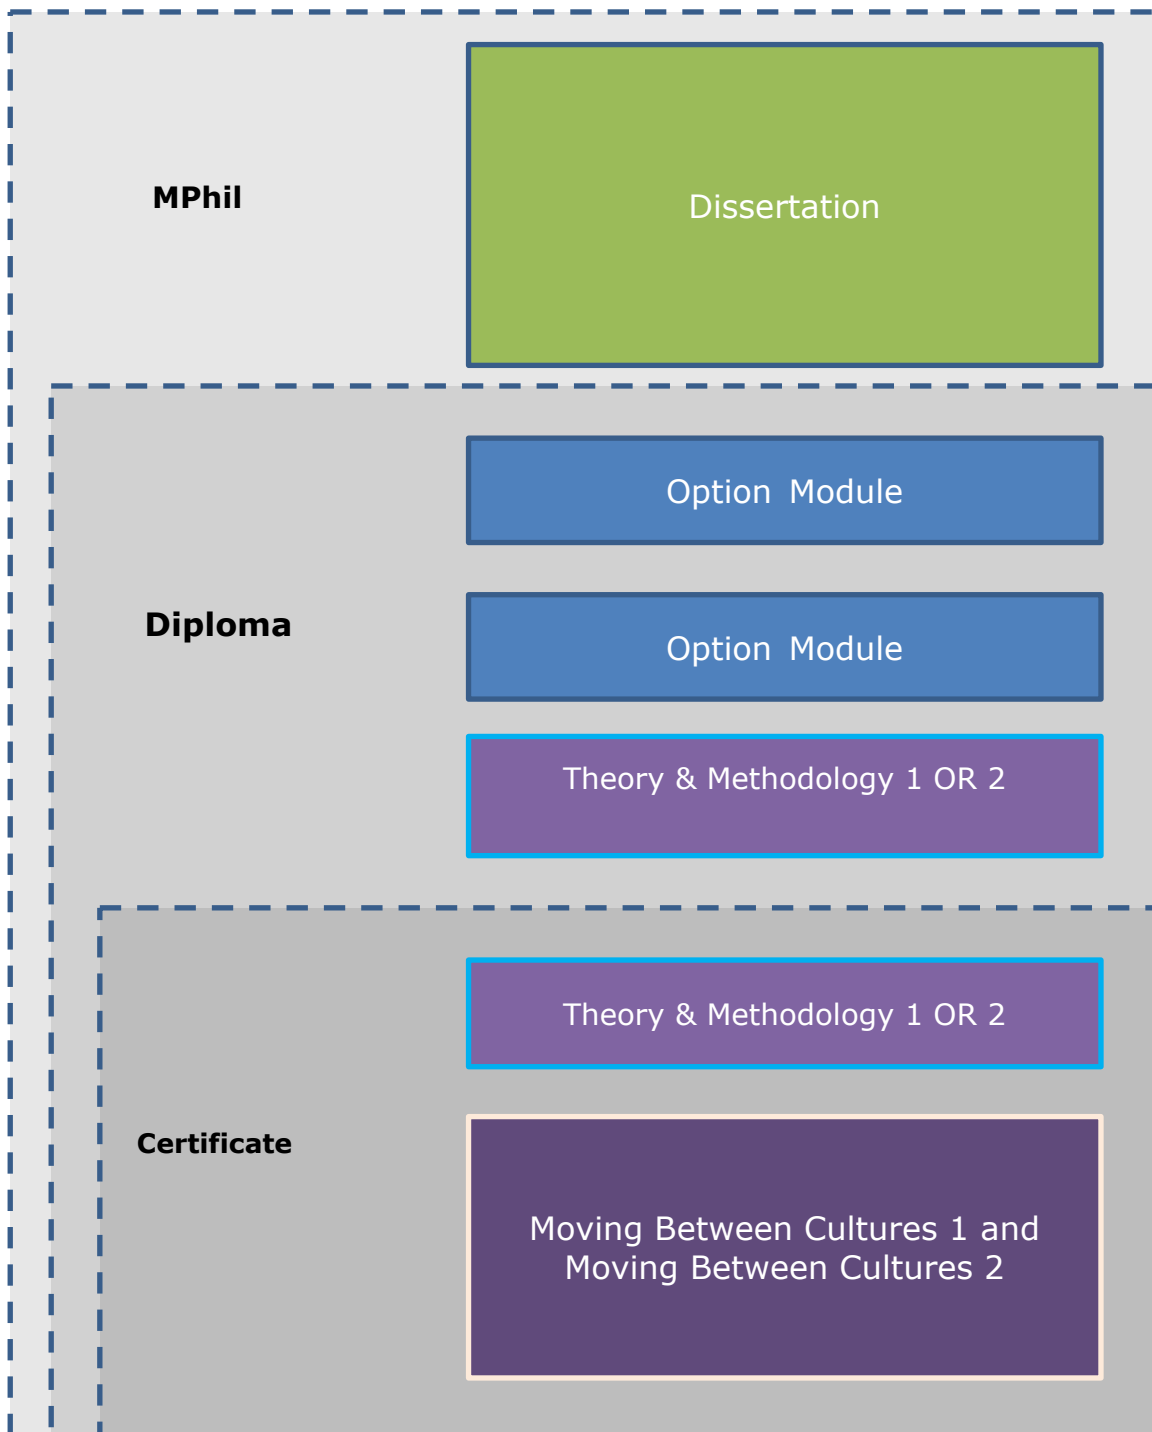 MPhil
Dissertation
Option Module
Diploma
Option Module
Theory & Methodology 1 OR 2
Theory & Methodology 1 OR 2
Certificate
Moving Between Cultures 1 and
Moving Between Cultures 2